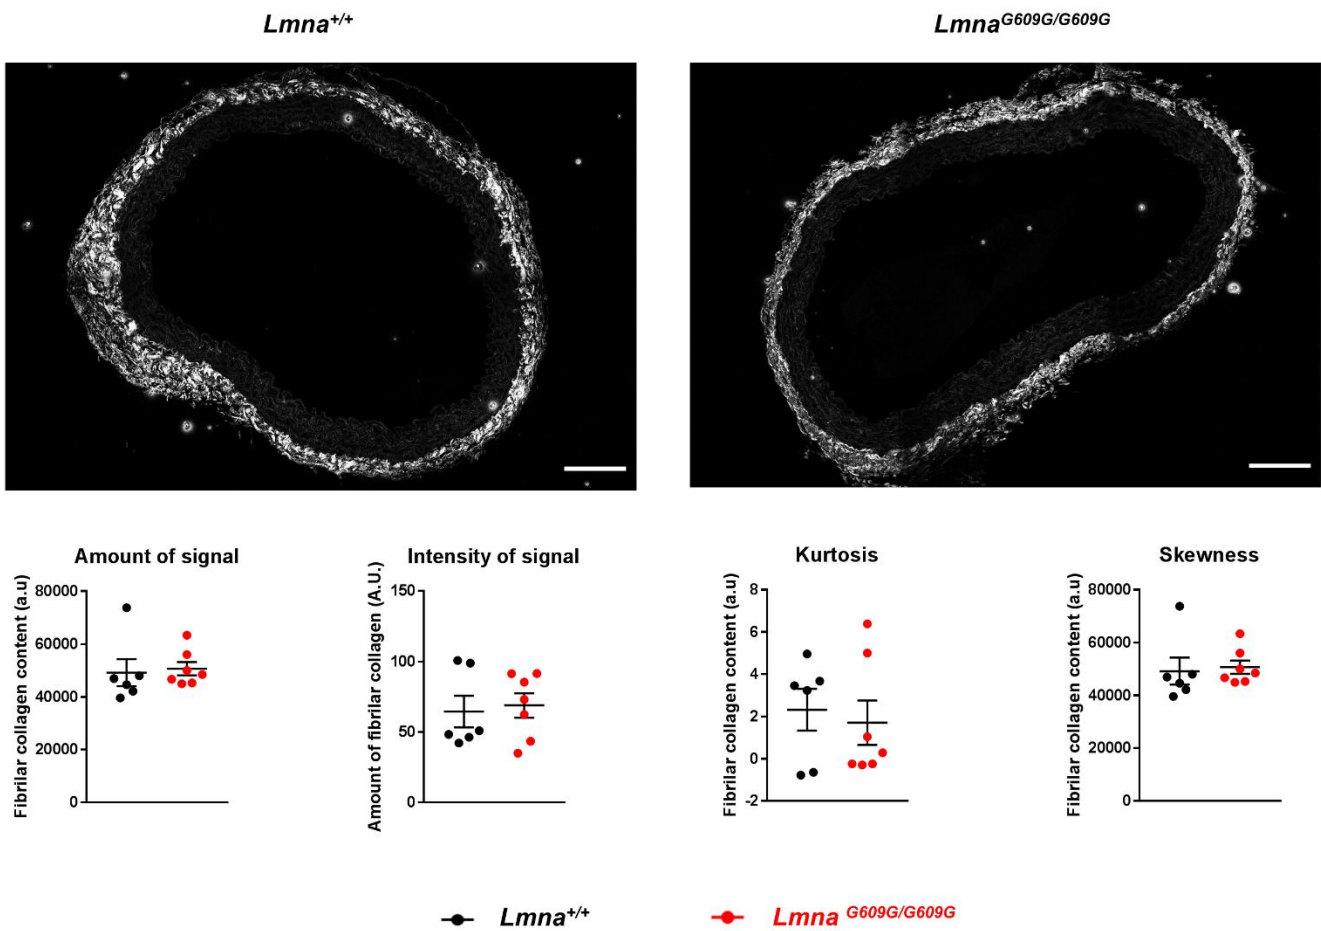 Lmna+/+
LmnaG609G/G609G
Amount of signal
Fibrilar collagen content (a.u)
80000
60000
40000
20000
0
Intensity of signal
Amount of fibrilar collagen (A.U.)
150
100
50
0
Kurtosis
Fibrilar collagen content (a.u)
8
6
4
2
0
-2
Skewness
Fibrilar collagen content (a.u)
80000
60000
40000
20000
0
Lmna+/+
Lmna G609G/G609G